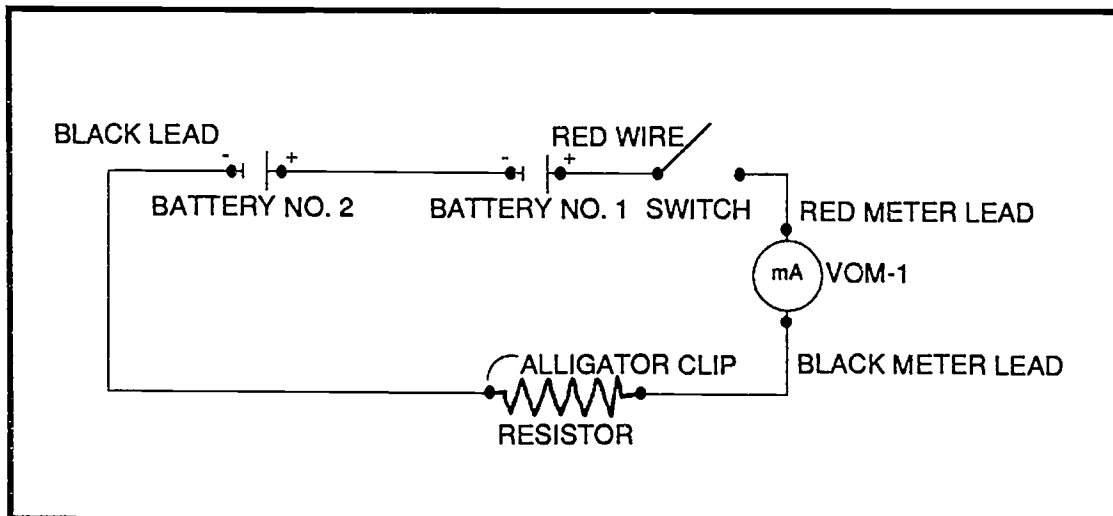 BLACK LEAD
RED WIRE
- +
- +
BATTERY NO. 2
BATTERY NO. 1
SWITCH
RED METER LEAD
mA
VOM-1
ALLIGATOR CLIP
BLACK METER LEAD
RESISTOR